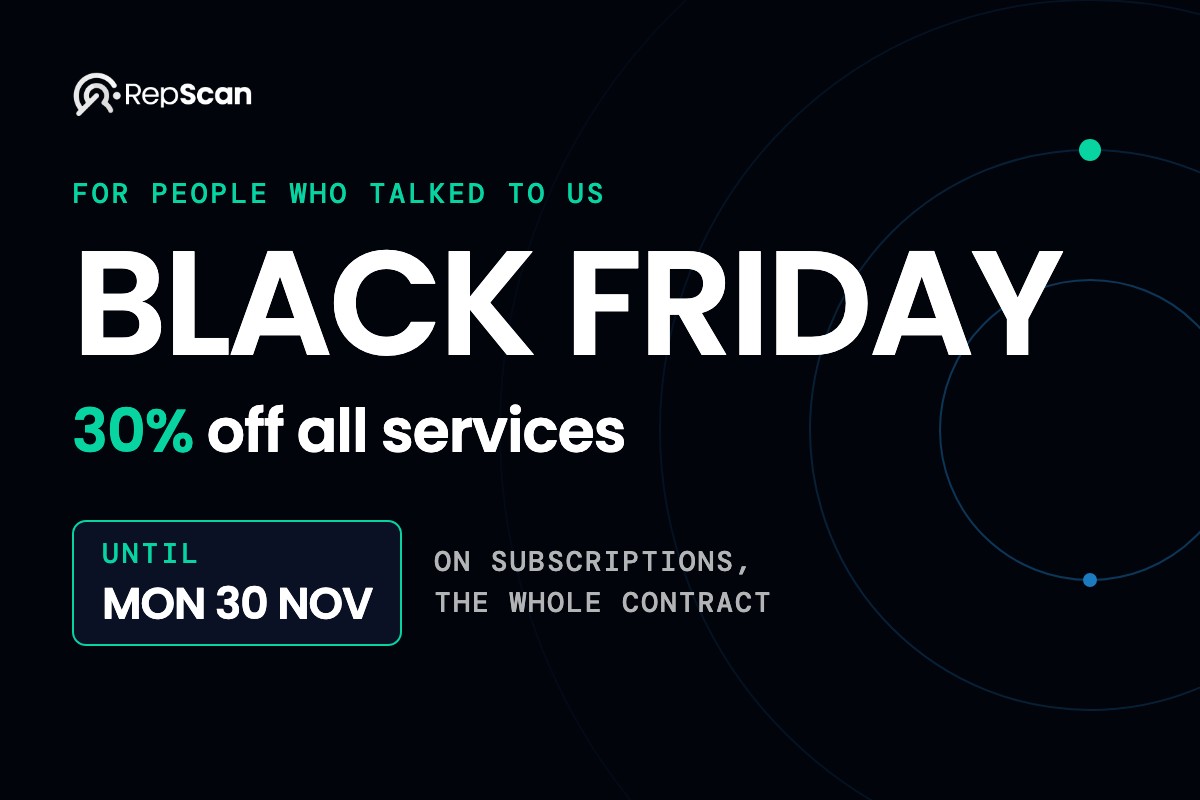 RepScan
FOR PEOPLE WHO TALKED TO US
BLACK FRIDAY
30% off all services
UNTIL
MON 30 NOV
ON SUBSCRIPTIONS,
THE WHOLE CONTRACT